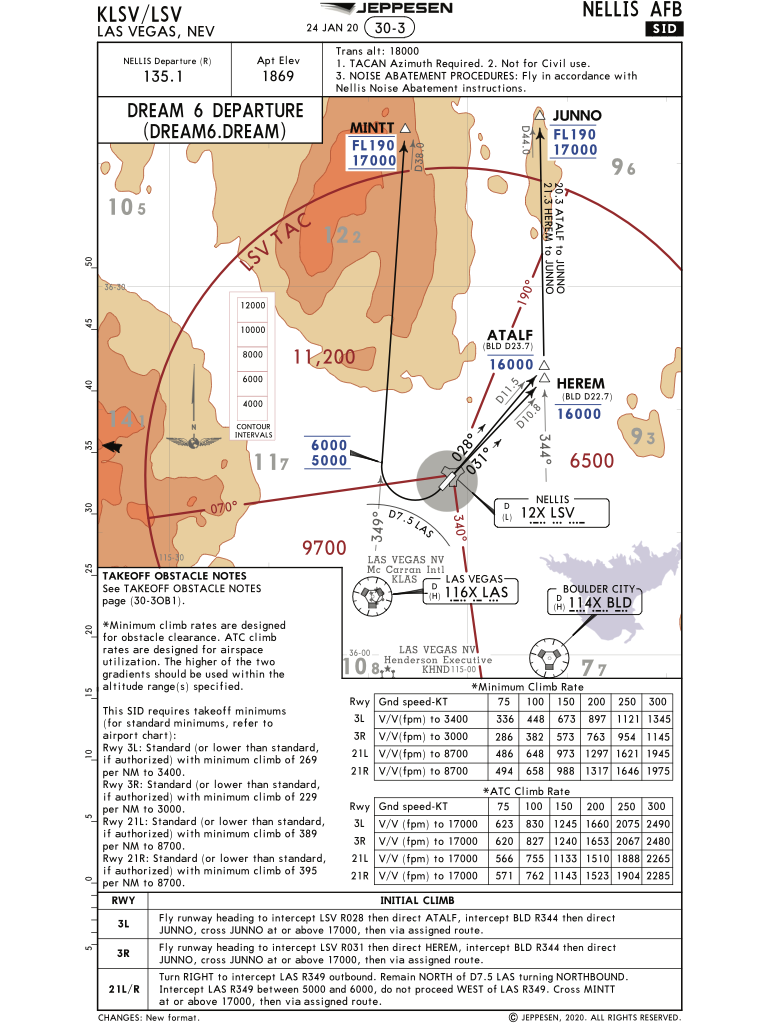 KLSV/LSV
LAS VEGAS, NEV
JEPPESEN
24 JAN 20
30-3
NELLIS AFB
SID
NELLIS Departure (R)
135.1
Apt Elev
1869
Trans alt: 18000
1. TACAN Azimuth Required. 2. Not for Civil use.
3. NOISE ABATEMENT PROCEDURES: Fly in accordance with
Nellis Noise Abatement instructions.
DREAM 6 DEPARTURE
(DREAM6.DREAM)
MINTT
FL190
17000
D38.0
JUNNO
FL190
17000
D44.0
96
105
122
LSV TAC
20.3 ATALF to JUNNO
21.3 HEREM to JUNNO
50
36-30
190°
12000
10000
8000
6000
4000
CONTOUR
INTERVALS
45
11,200
ATALF
(BLD D23.7)
16000
HEREM
(BLD D22.7)
16000
D11.5
D10.8
40
141
N
93
35
6000
5000
117
028°
031°
344°
6500
30
070°
349°
D7.5 LAS
340°
NELLIS
D
(L)
12X LSV
9700
115-30
25
LAS VEGAS NV
Mc Carran Intl
KLAS
LAS VEGAS
D
(H)
116X LAS
BOULDER CITY
D
(H)
114X BLD
36-00
108
LAS VEGAS NV
Henderson Executive
KHND
115-00
77
TAKEOFF OBSTACLE NOTES
See TAKEOFF OBSTACLE NOTES
page (30-3OB1).
*Minimum climb rates are designed
for obstacle clearance. ATC climb
rates are designed for airspace
utilization. The higher of the two
gradients should be used within the
altitude range(s) specified.
This SID requires takeoff minimums
(for standard minimums, refer to
airport chart):
Rwy 3L: Standard (or lower than standard,
if authorized) with minimum climb of 269
per NM to 3400.
Rwy 3R: Standard (or lower than standard,
if authorized) with minimum climb of 229
per NM to 3000.
Rwy 21L: Standard (or lower than standard,
if authorized) with minimum climb of 389
per NM to 8700.
Rwy 21R: Standard (or lower than standard,
if authorized) with minimum climb of 395
per NM to 8700.
20
15
10
5
0
5
*Minimum Climb Rate
Rwy Gnd speed-KT 75 100 150 200 250 300
3L V/V(fpm) to 3400 336 448 673 897 1121 1345
3R V/V(fpm) to 3000 286 382 573 763 954 1145
21L V/V(fpm) to 8700 486 648 973 1297 1621 1945
21R V/V(fpm) to 8700 494 658 988 1317 1646 1975
*ATC Climb Rate
Rwy Gnd speed-KT 75 100 150 200 250 300
3L V/V (fpm) to 17000 623 830 1245 1660 2075 2490
3R V/V (fpm) to 17000 620 827 1240 1653 2067 2480
21L V/V (fpm) to 17000 566 755 1133 1510 1888 2265
21R V/V (fpm) to 17000 571 762 1143 1523 1904 2285
RWY INITIAL CLIMB
3L
Fly runway heading to intercept LSV R028 then direct ATALF, intercept BLD R344 then direct
JUNNO, cross JUNNO at or above 17000, then via assigned route.
3R
Fly runway heading to intercept LSV R031 then direct HEREM, intercept BLD R344 then direct
JUNNO, cross JUNNO at or above 17000, then via assigned route.
21L/R
Turn RIGHT to intercept LAS R349 outbound. Remain NORTH of D7.5 LAS turning NORTHBOUND.
Intercept LAS R349 between 5000 and 6000, do not proceed WEST of LAS R349. Cross MINTT
at or above 17000, then via assigned route.
CHANGES: New format.
© JEPPESEN, 2020. ALL RIGHTS RESERVED.